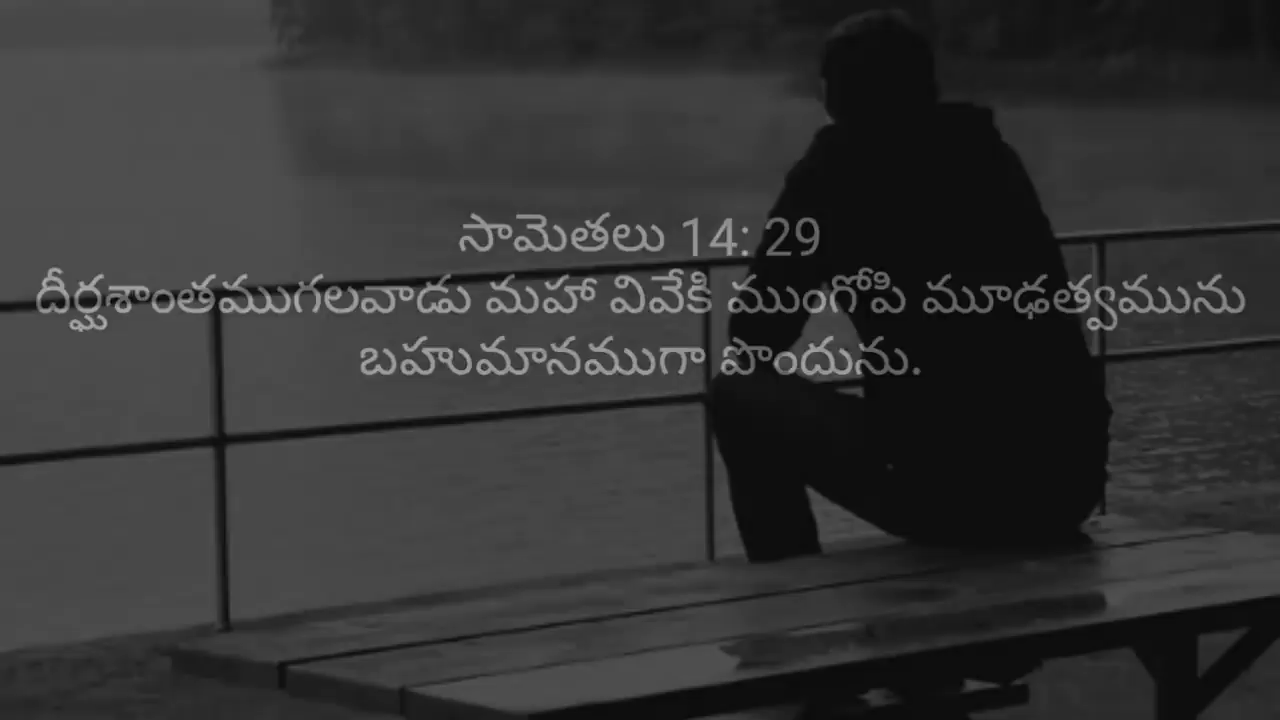 సామెతలు 14: 29
దీర్ఘశాంతముగలవాడు మహా వివేకి ముంగోపి మూఢత్వమును
బహుమానముగా పొందును.